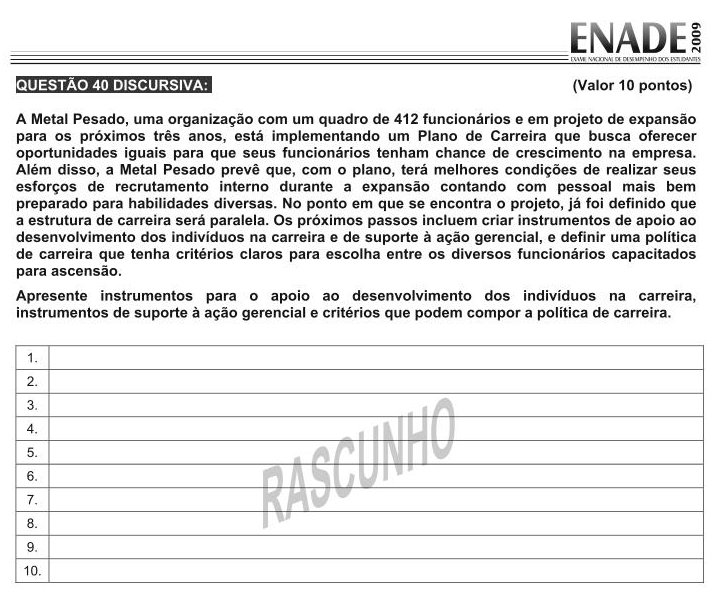 ENADE 2009
EXAME NACIONAL DE DESEMPENHO DOS ESTUDANTES
QUESTÃO 40 DISCURSIVA: (Valor 10 pontos)
A Metal Pesado, uma organização com um quadro de 412 funcionários e em projeto de expansão
para os próximos três anos, está implementando um Plano de Carreira que busca oferecer
oportunidades iguais para que seus funcionários tenham chance de crescimento na empresa.
Além disso, a Metal Pesado prevê que, com o plano, terá melhores condições de realizar seus
esforços de recrutamento interno durante a expansão contando com pessoal mais bem
preparado para habilidades diversas. No ponto em que se encontra o projeto, já foi definido que
a estrutura de carreira será paralela. Os próximos passos incluem criar instrumentos de apoio ao
desenvolvimento dos indivíduos na carreira e de suporte à ação gerencial, e definir uma política
de carreira que tenha critérios claros para escolha entre os diversos funcionários capacitados
para ascensão.
Apresente instrumentos para o apoio ao desenvolvimento dos indivíduos na carreira,
instrumentos de suporte à ação gerencial e critérios que podem compor a política de carreira.
1.
2.
3.
4.
5.
6.
7.
8.
9.
10.
RASCUNHO